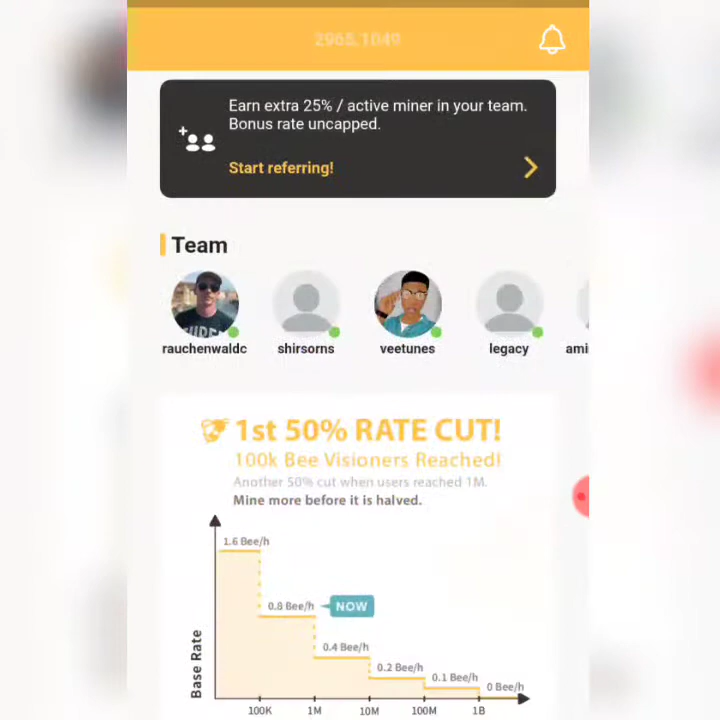 2965.1049
Earn extra 25% / active miner in your team.
Bonus rate uncapped.
Start referring!
Team
rauchenwaldc shirsorns veetunes legacy ami
1st 50% RATE CUT!
100k Bee Visioners Reached!
Another 50% cut when users reached 1M.
Mine more before it is halved.
1.6 Bee/h
0.8 Bee/h NOW
0.4 Bee/h
0.2 Bee/h
0.1 Bee/h
0 Bee/h
Base Rate
100K 1M 10M 100M 1B